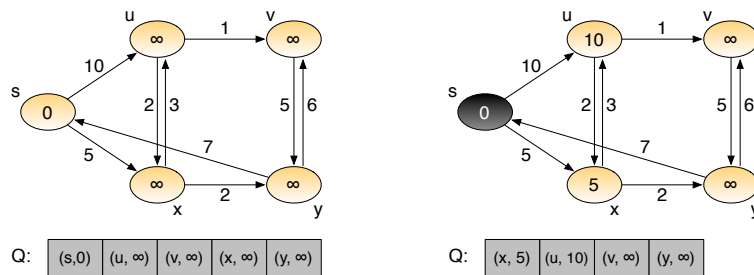 u
v
∞
1
∞
10
s
0
2
3
5
6
7
5
∞
2
∞
x
y
Q: (s,0) (u, ∞) (v, ∞) (x, ∞) (y, ∞)
u
v
10
1
∞
10
s
0
2
3
5
6
7
5
5
2
∞
x
y
Q: (x, 5) (u, 10) (v, ∞) (y, ∞)